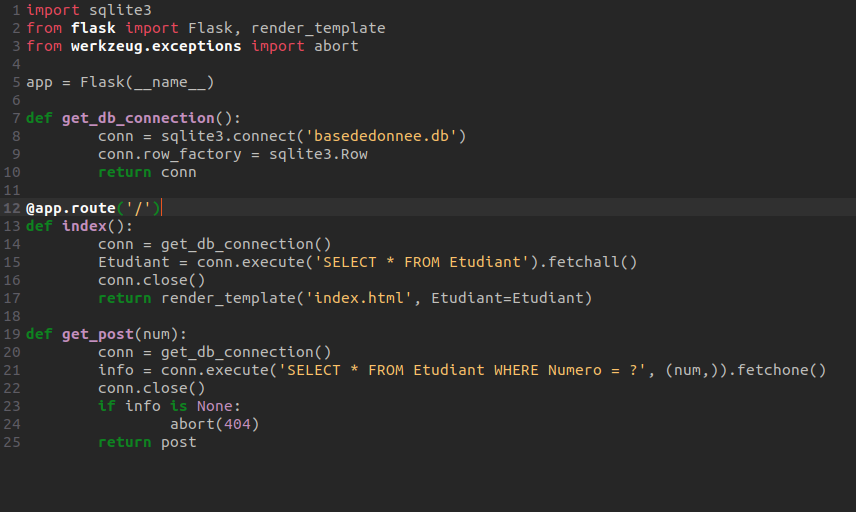 1 import sqlite3
2 from flask import Flask, render_template
3 from werkzeug.exceptions import abort
4
5 app = Flask(__name__)
6
7 def get_db_connection():
8         conn = sqlite3.connect('basededonnee.db')
9         conn.row_factory = sqlite3.Row
10         return conn
11
12 @app.route('/')
13 def index():
14         conn = get_db_connection()
15         Etudiant = conn.execute('SELECT * FROM Etudiant').fetchall()
16         conn.close()
17         return render_template('index.html', Etudiant=Etudiant)
18
19 def get_post(num):
20         conn = get_db_connection()
21         info = conn.execute('SELECT * FROM Etudiant WHERE Numero = ?', (num,)).fetchone()
22         conn.close()
23         if info is None:
24                 abort(404)
25         return post